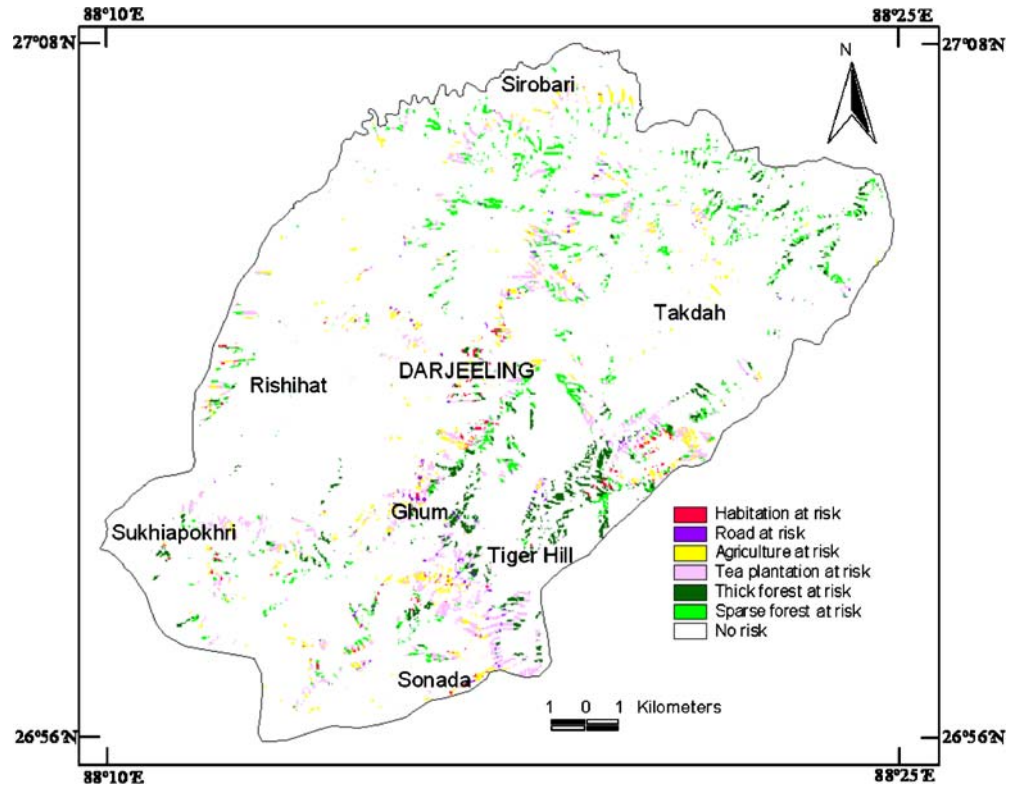 88°10'E 88°25'E
27°08'N 27°08'N
N
Sirobari
Takdah
DARJEELING
Rishihat
Ghum
Sukhiapokhri
Tiger Hill
Habitation at risk
Road at risk
Agriculture at risk
Tea plantation at risk
Thick forest at risk
Sparse forest at risk
No risk
Sonada
1 0 1 Kilometers
26°56'N 26°56'N
88°10'E 88°25'E